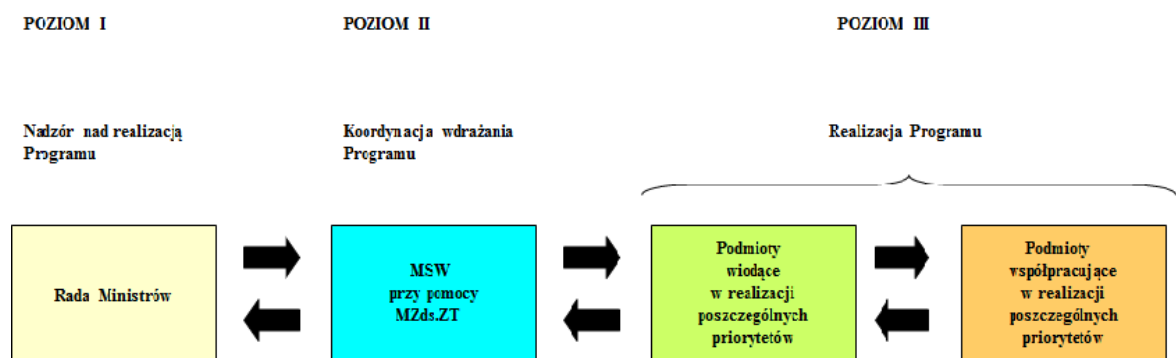 POZIOM I
POZIOM II
POZIOM III
Nadzór nad realizacją
Programu
Koordynacja wdrażania
Programu
Realizacja Programu
Rada Ministrów
MSW
przy pomocy
MZds.ZT
Podmioty
wiodące
w realizacji
poszczególnych
priorytetów
Podmioty
współpracujące
w realizacji
poszczególnych
priorytetów